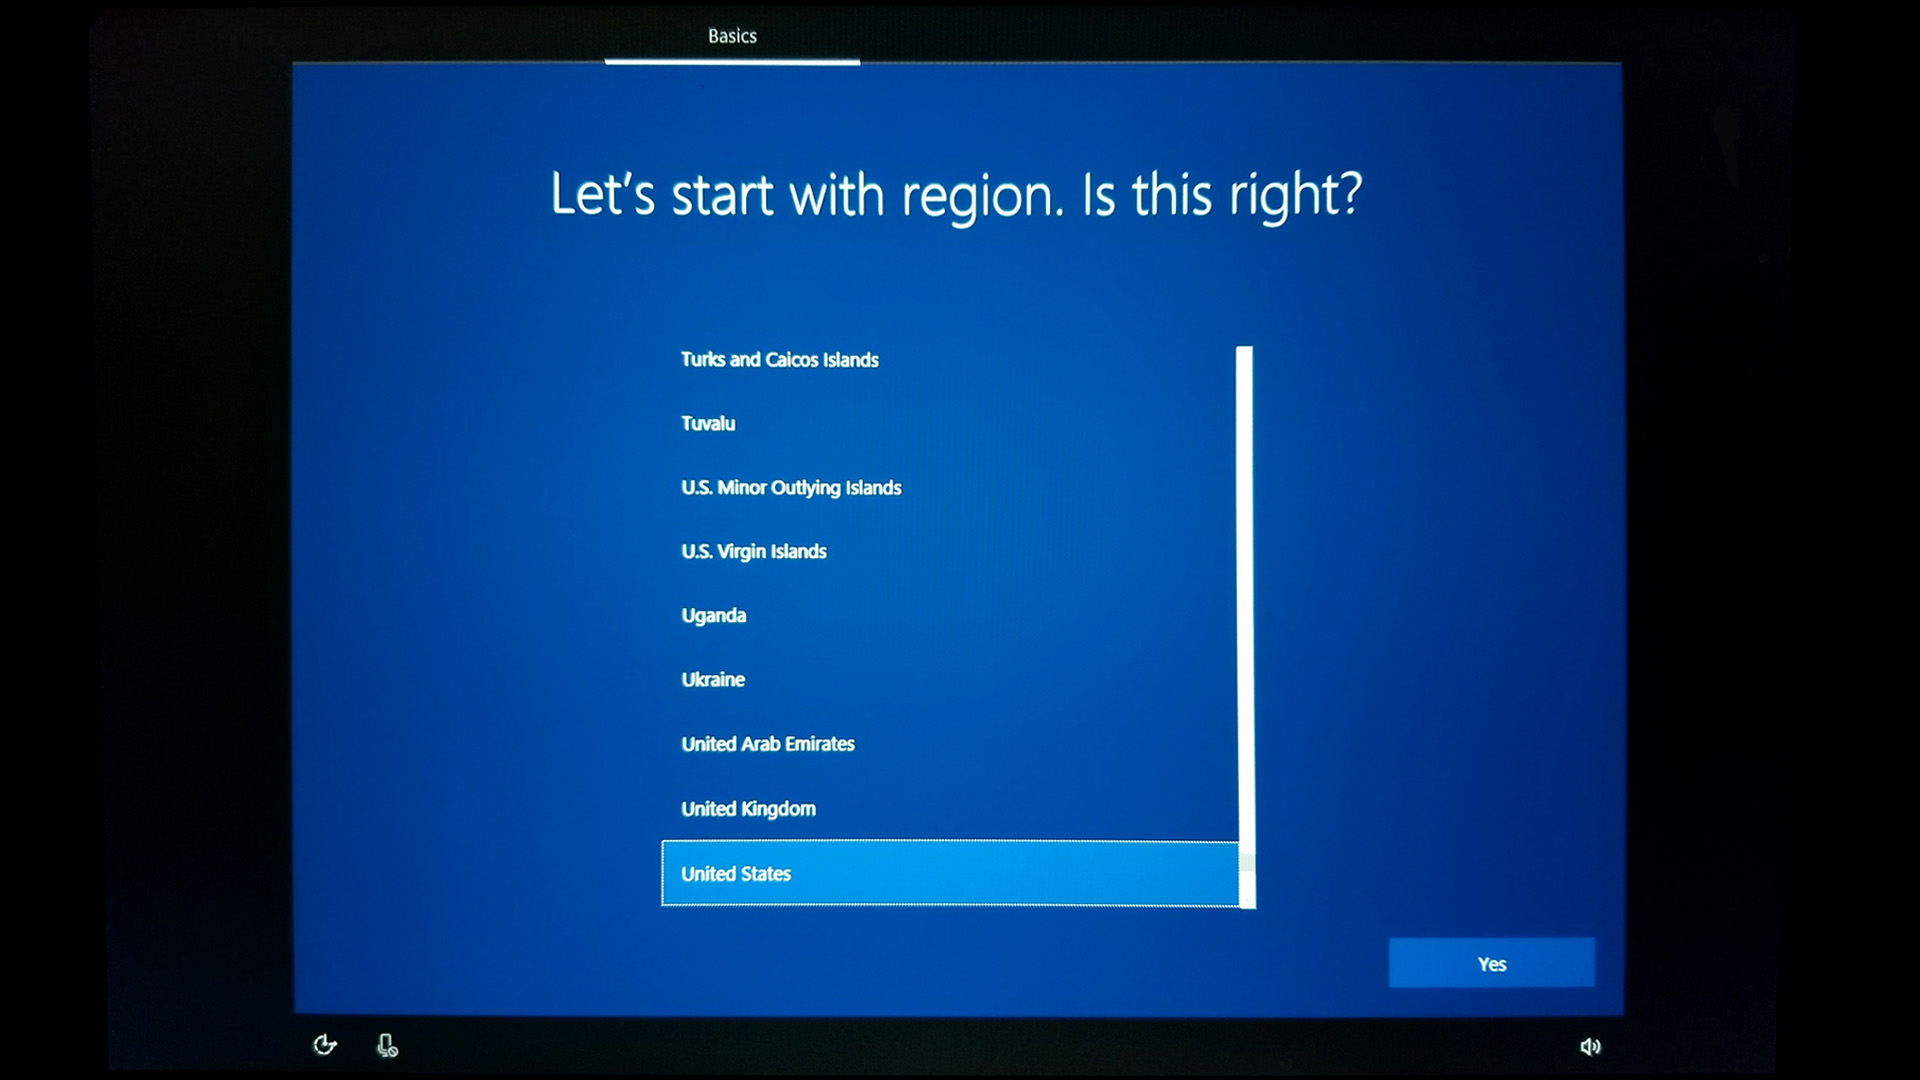 Basics
Let's start with region. Is this right?
Turks and Caicos Islands
Tuvalu
U.S. Minor Outlying Islands
U.S. Virgin Islands
Uganda
Ukraine
United Arab Emirates
United Kingdom
United States
Yes